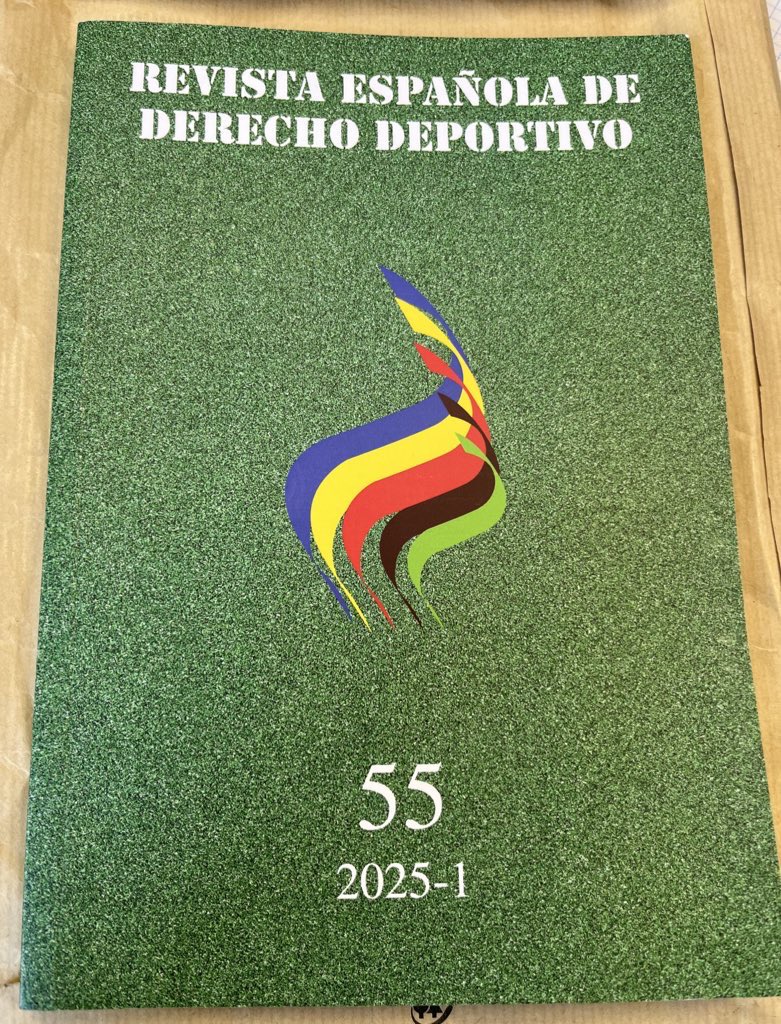 REVISTA ESPAÑOLA DE
DERECHO DEPORTIVO
55
2025-1